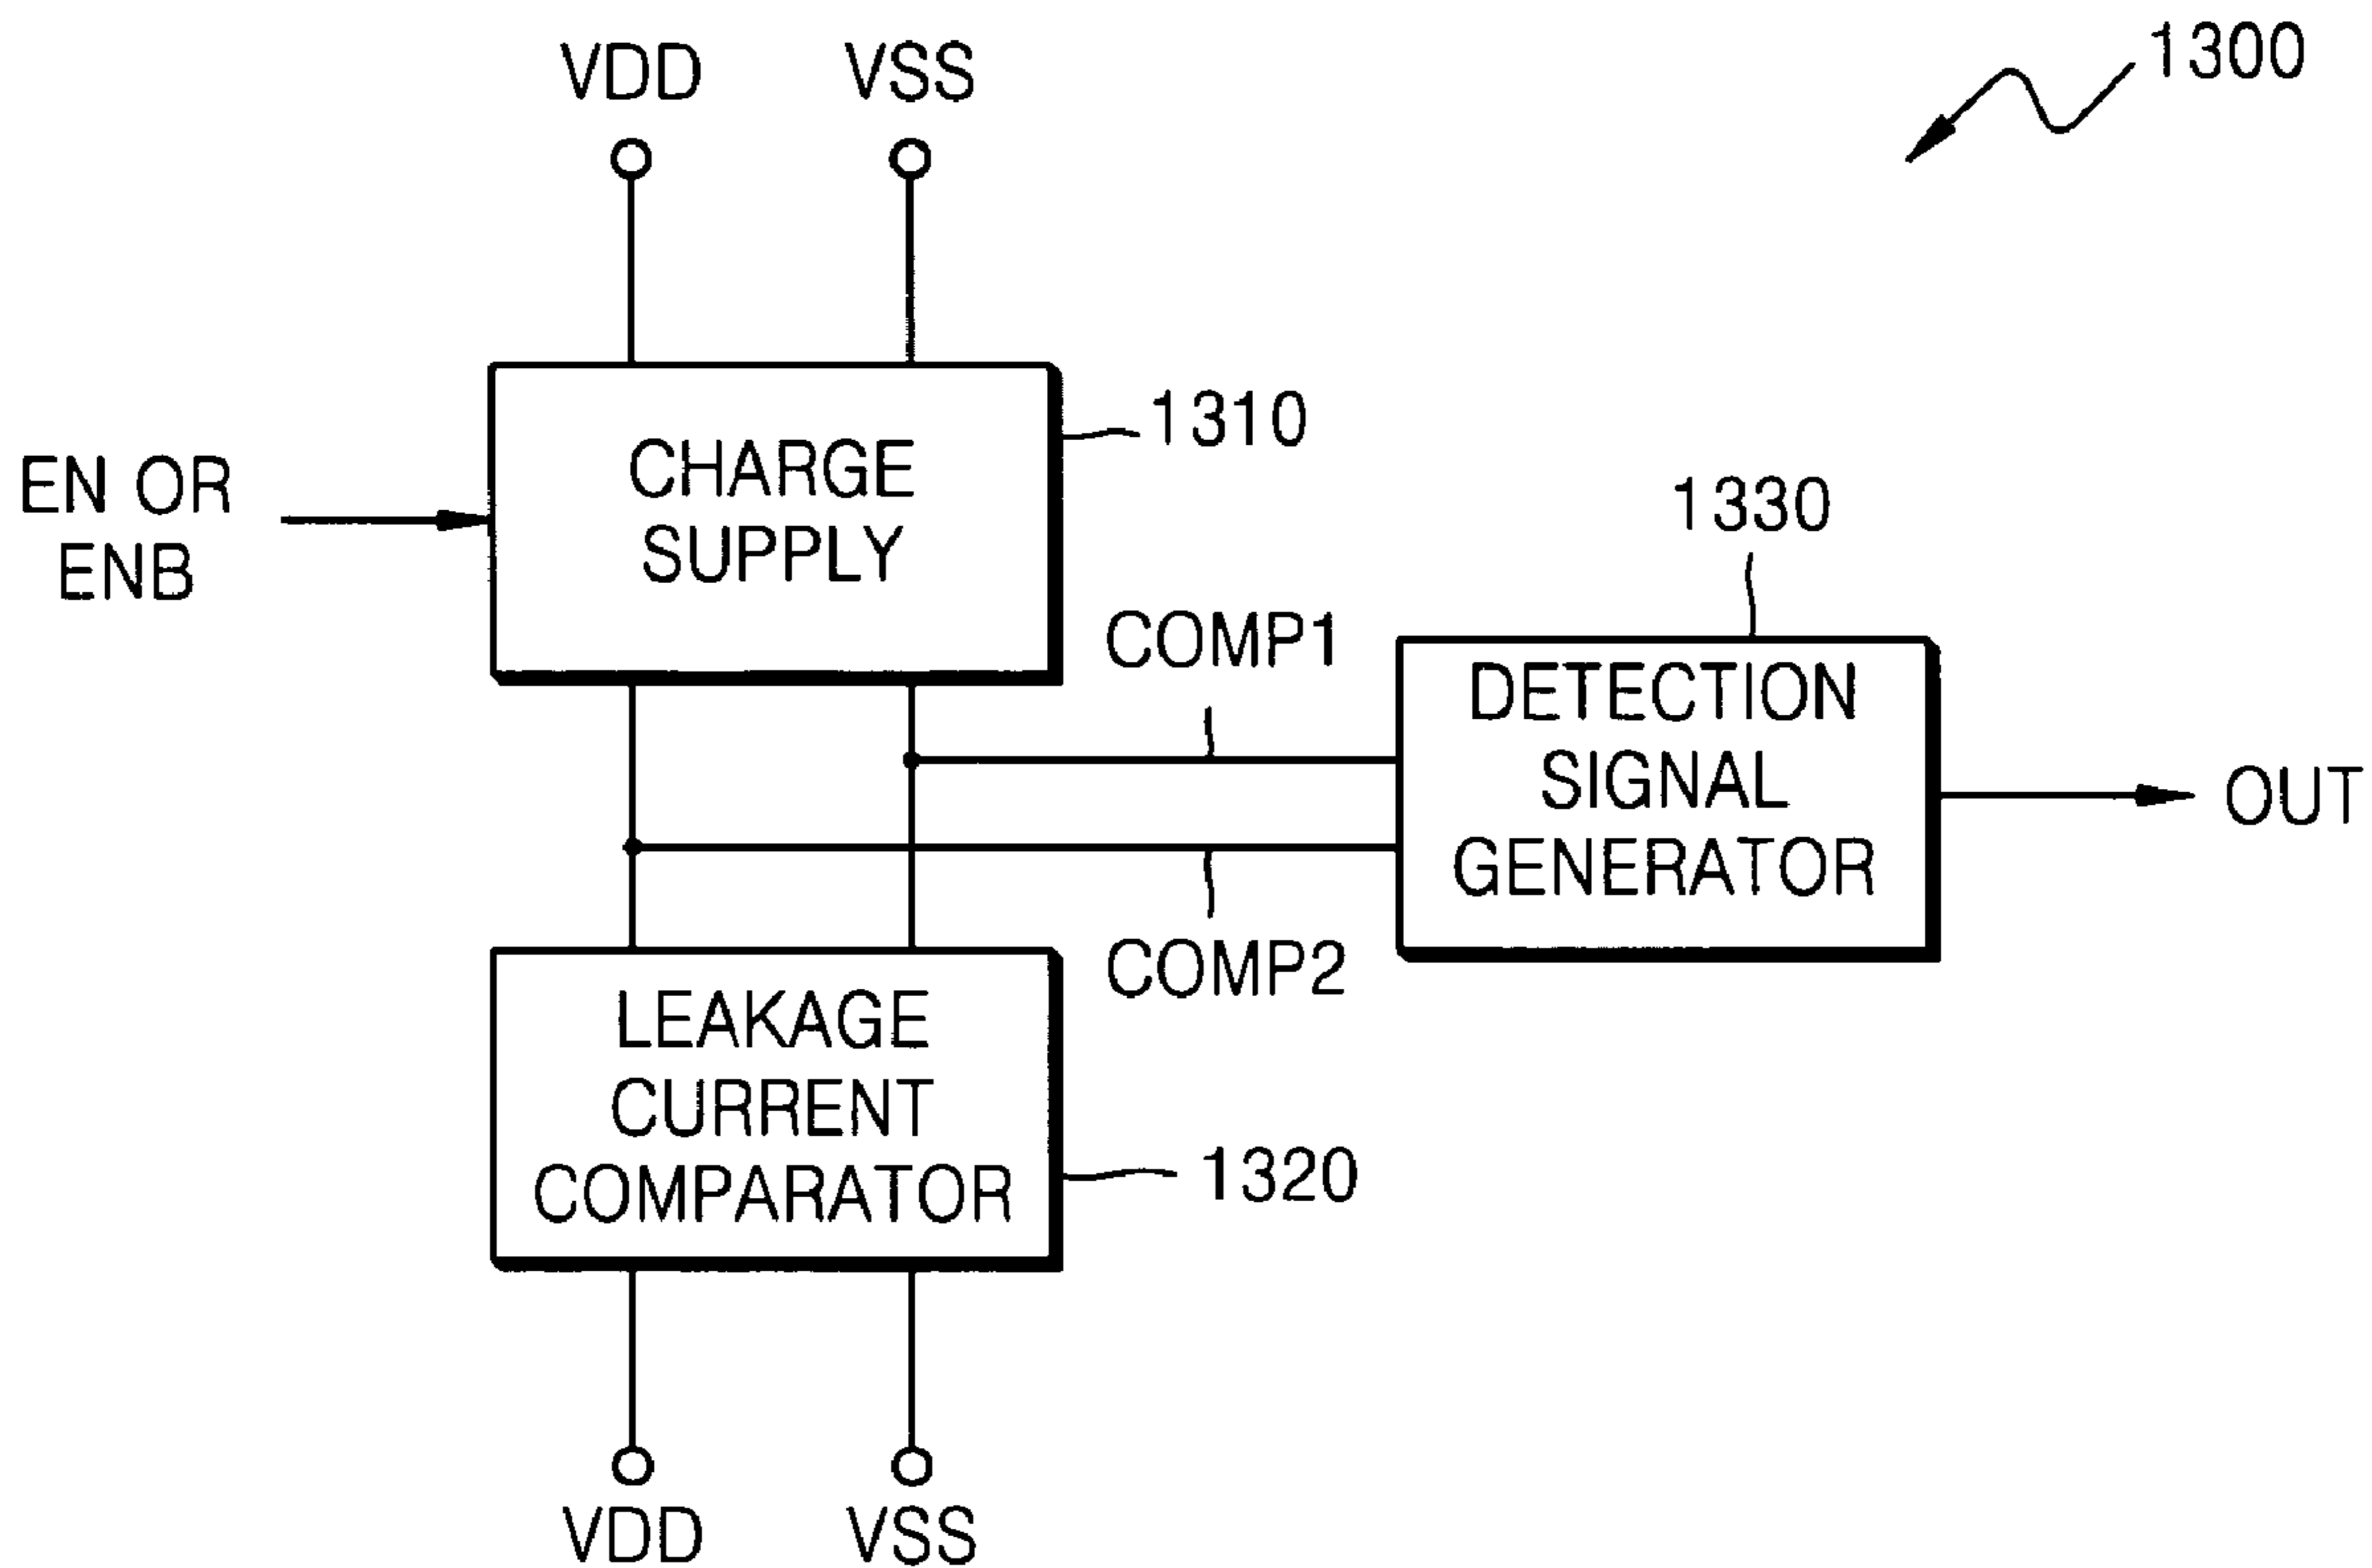 VDD
VSS
1300
1310
CHARGE
SUPPLY
EN OR
ENB
1330
COMP1
DETECTION
SIGNAL
GENERATOR
OUT
COMP2
LEAKAGE
CURRENT
COMPARATOR
1320
VDD
VSS